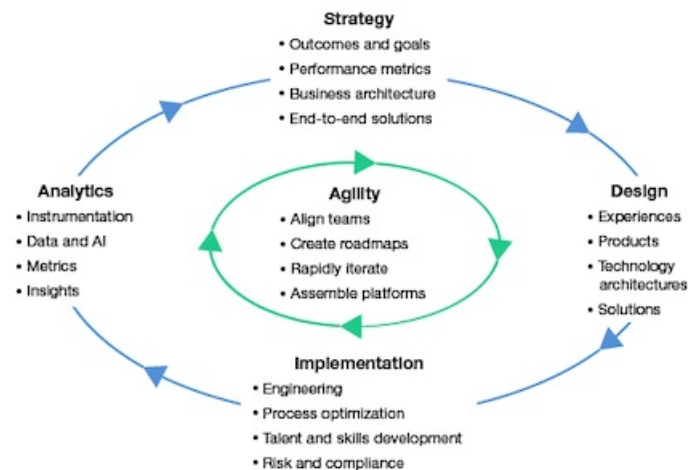 Strategy
• Outcomes and goals
• Performance metrics
• Business architecture
• End-to-end solutions
Analytics
• Instrumentation
• Data and AI
• Metrics
• Insights
Agility
• Align teams
• Create roadmaps
• Rapidly iterate
• Assemble platforms
Design
• Experiences
• Products
• Technology
architectures
• Solutions
Implementation
• Engineering
• Process optimization
• Talent and skills development
• Risk and compliance